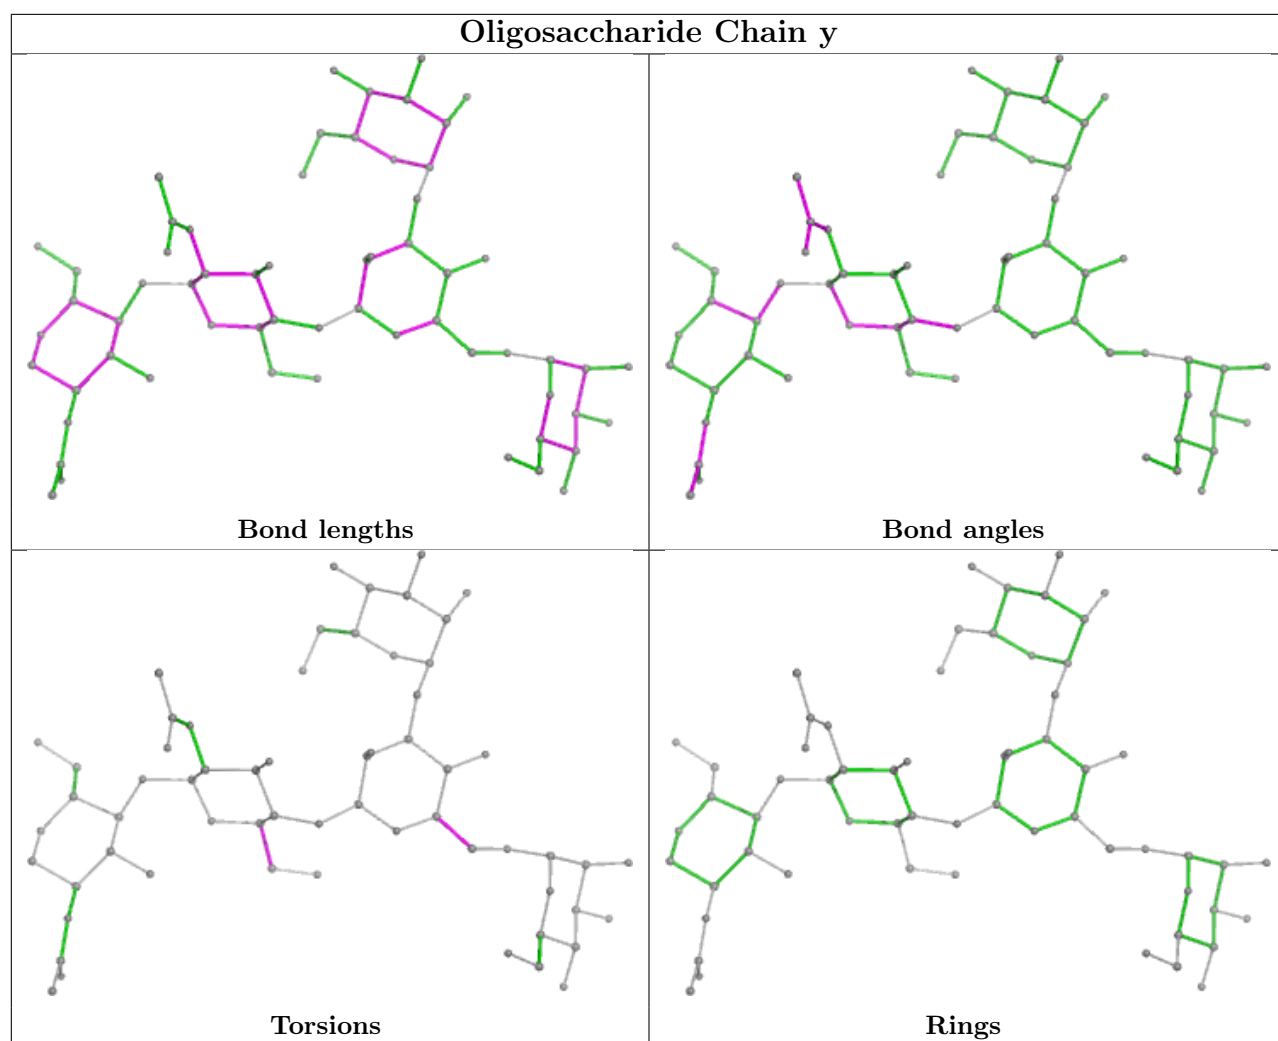 Oligosaccharide Chain y
Bond lengths
Bond angles
Torsions
Rings